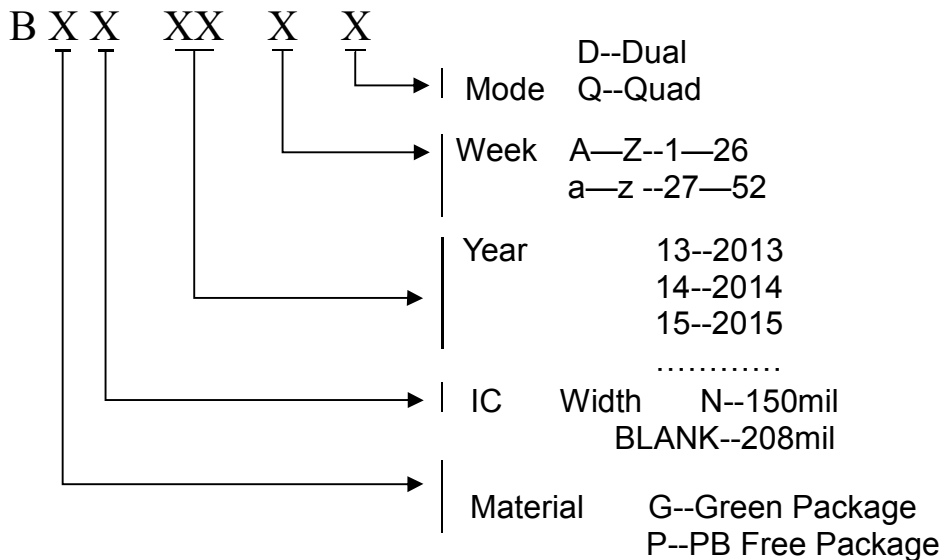 B X X XX X X
D--Dual
Mode Q--Quad
Week A—Z--1—26
a—z --27—52
Year 13--2013
14--2014
15--2015
............
IC Width N--150mil
BLANK--208mil
Material G--Green Package
P--PB Free Package